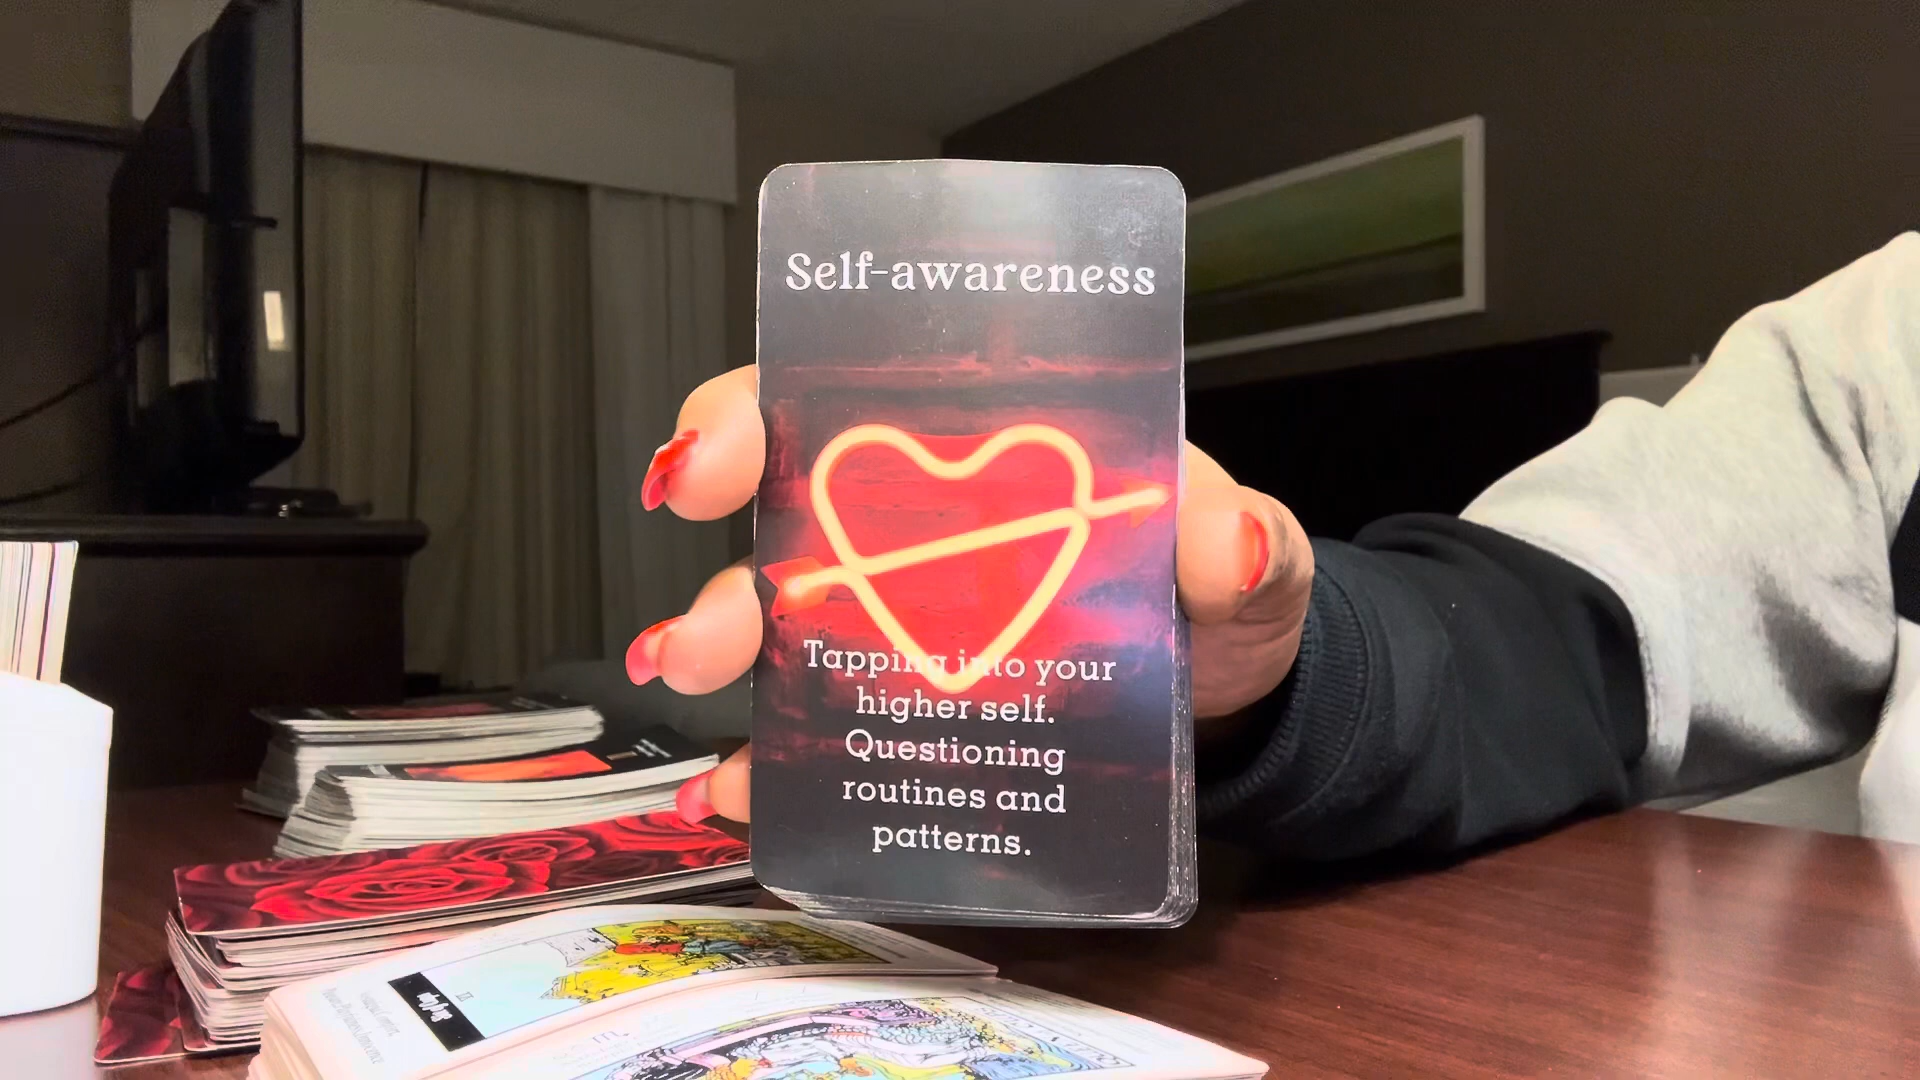 Self-awareness
Tapping into your
higher self.
Questioning
routines and
patterns.